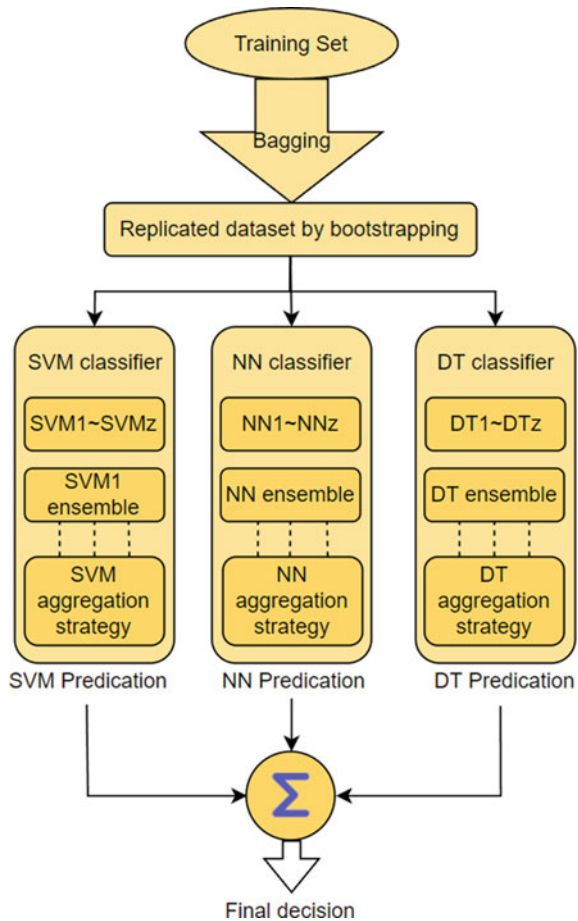 Training Set
Bagging
Replicated dataset by bootstrapping
SVM classifier
SVM1~SVMz
SVM1
ensemble
SVM
aggregation
strategy
SVM Predication
NN classifier
NN1~NNz
NN ensemble
NN
aggregation
strategy
NN Predication
DT classifier
DT1~DTz
DT ensemble
DT
aggregation
strategy
DT Predication
Σ
Final decision